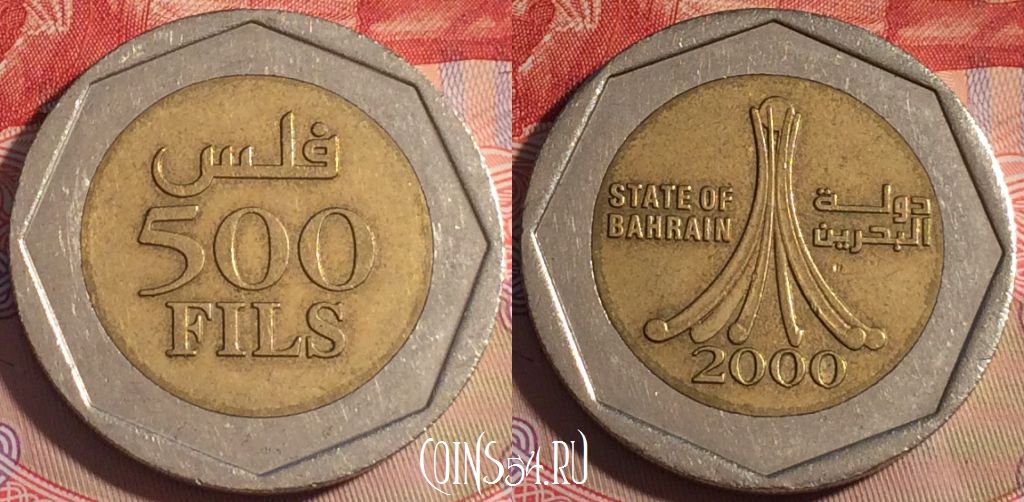 فلس
500
FILS
STATE OF
BAHRAIN
دولة
البحرين
2000
COINS54.RU